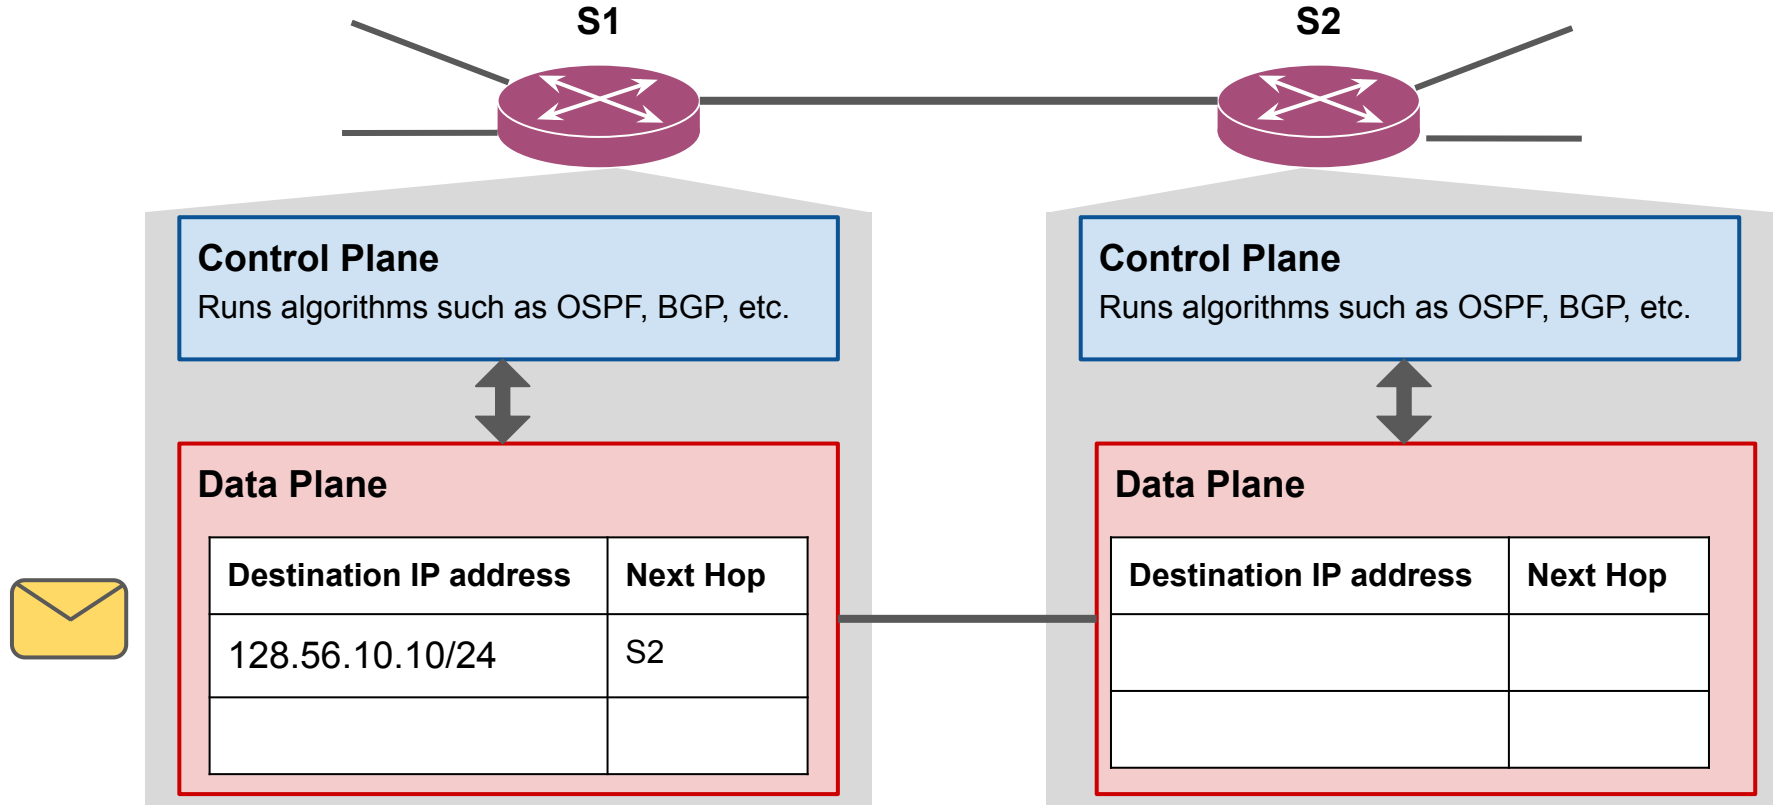 S1
S2
Control Plane
Runs algorithms such as OSPF, BGP, etc.
Data Plane
Destination IP address Next Hop
128.56.10.10/24 S2
Control Plane
Runs algorithms such as OSPF, BGP, etc.
Data Plane
Destination IP address Next Hop